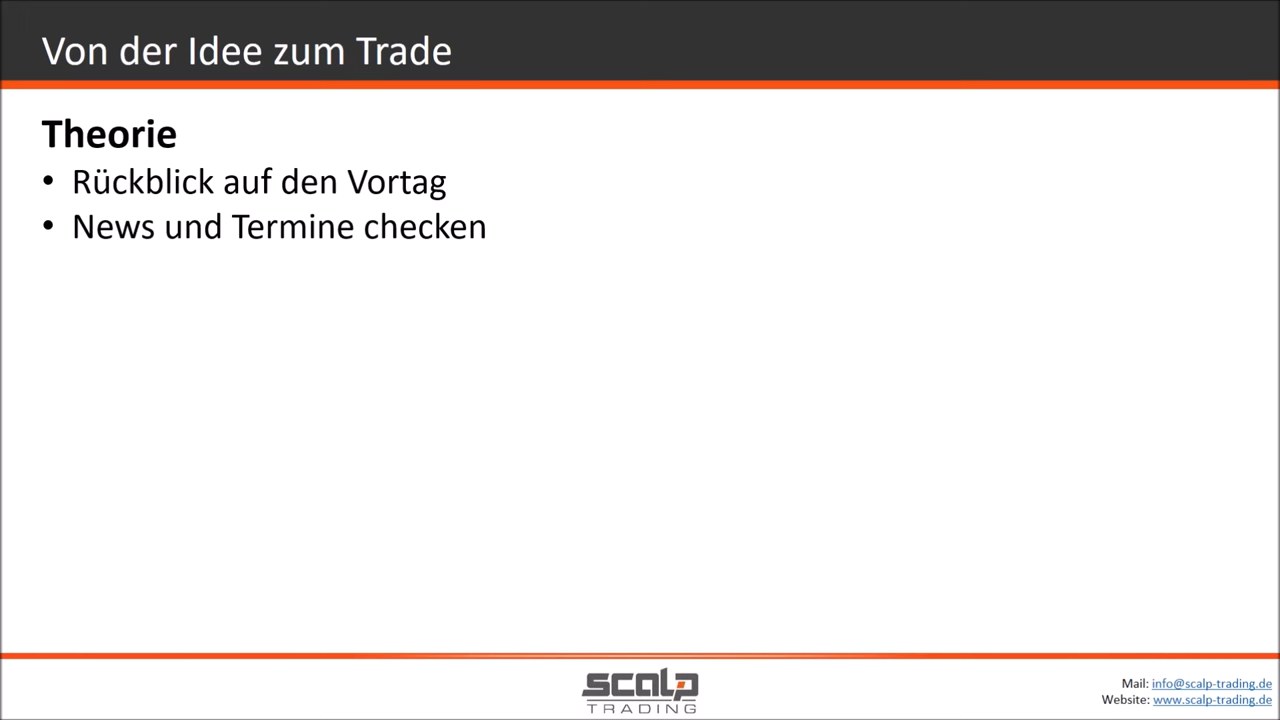 Von der Idee zum Trade
Theorie
• Rückblick auf den Vortag
• News und Termine checken
scalp
TRADING
Mail: info@scalp-trading.de
Website: www.scalp-trading.de